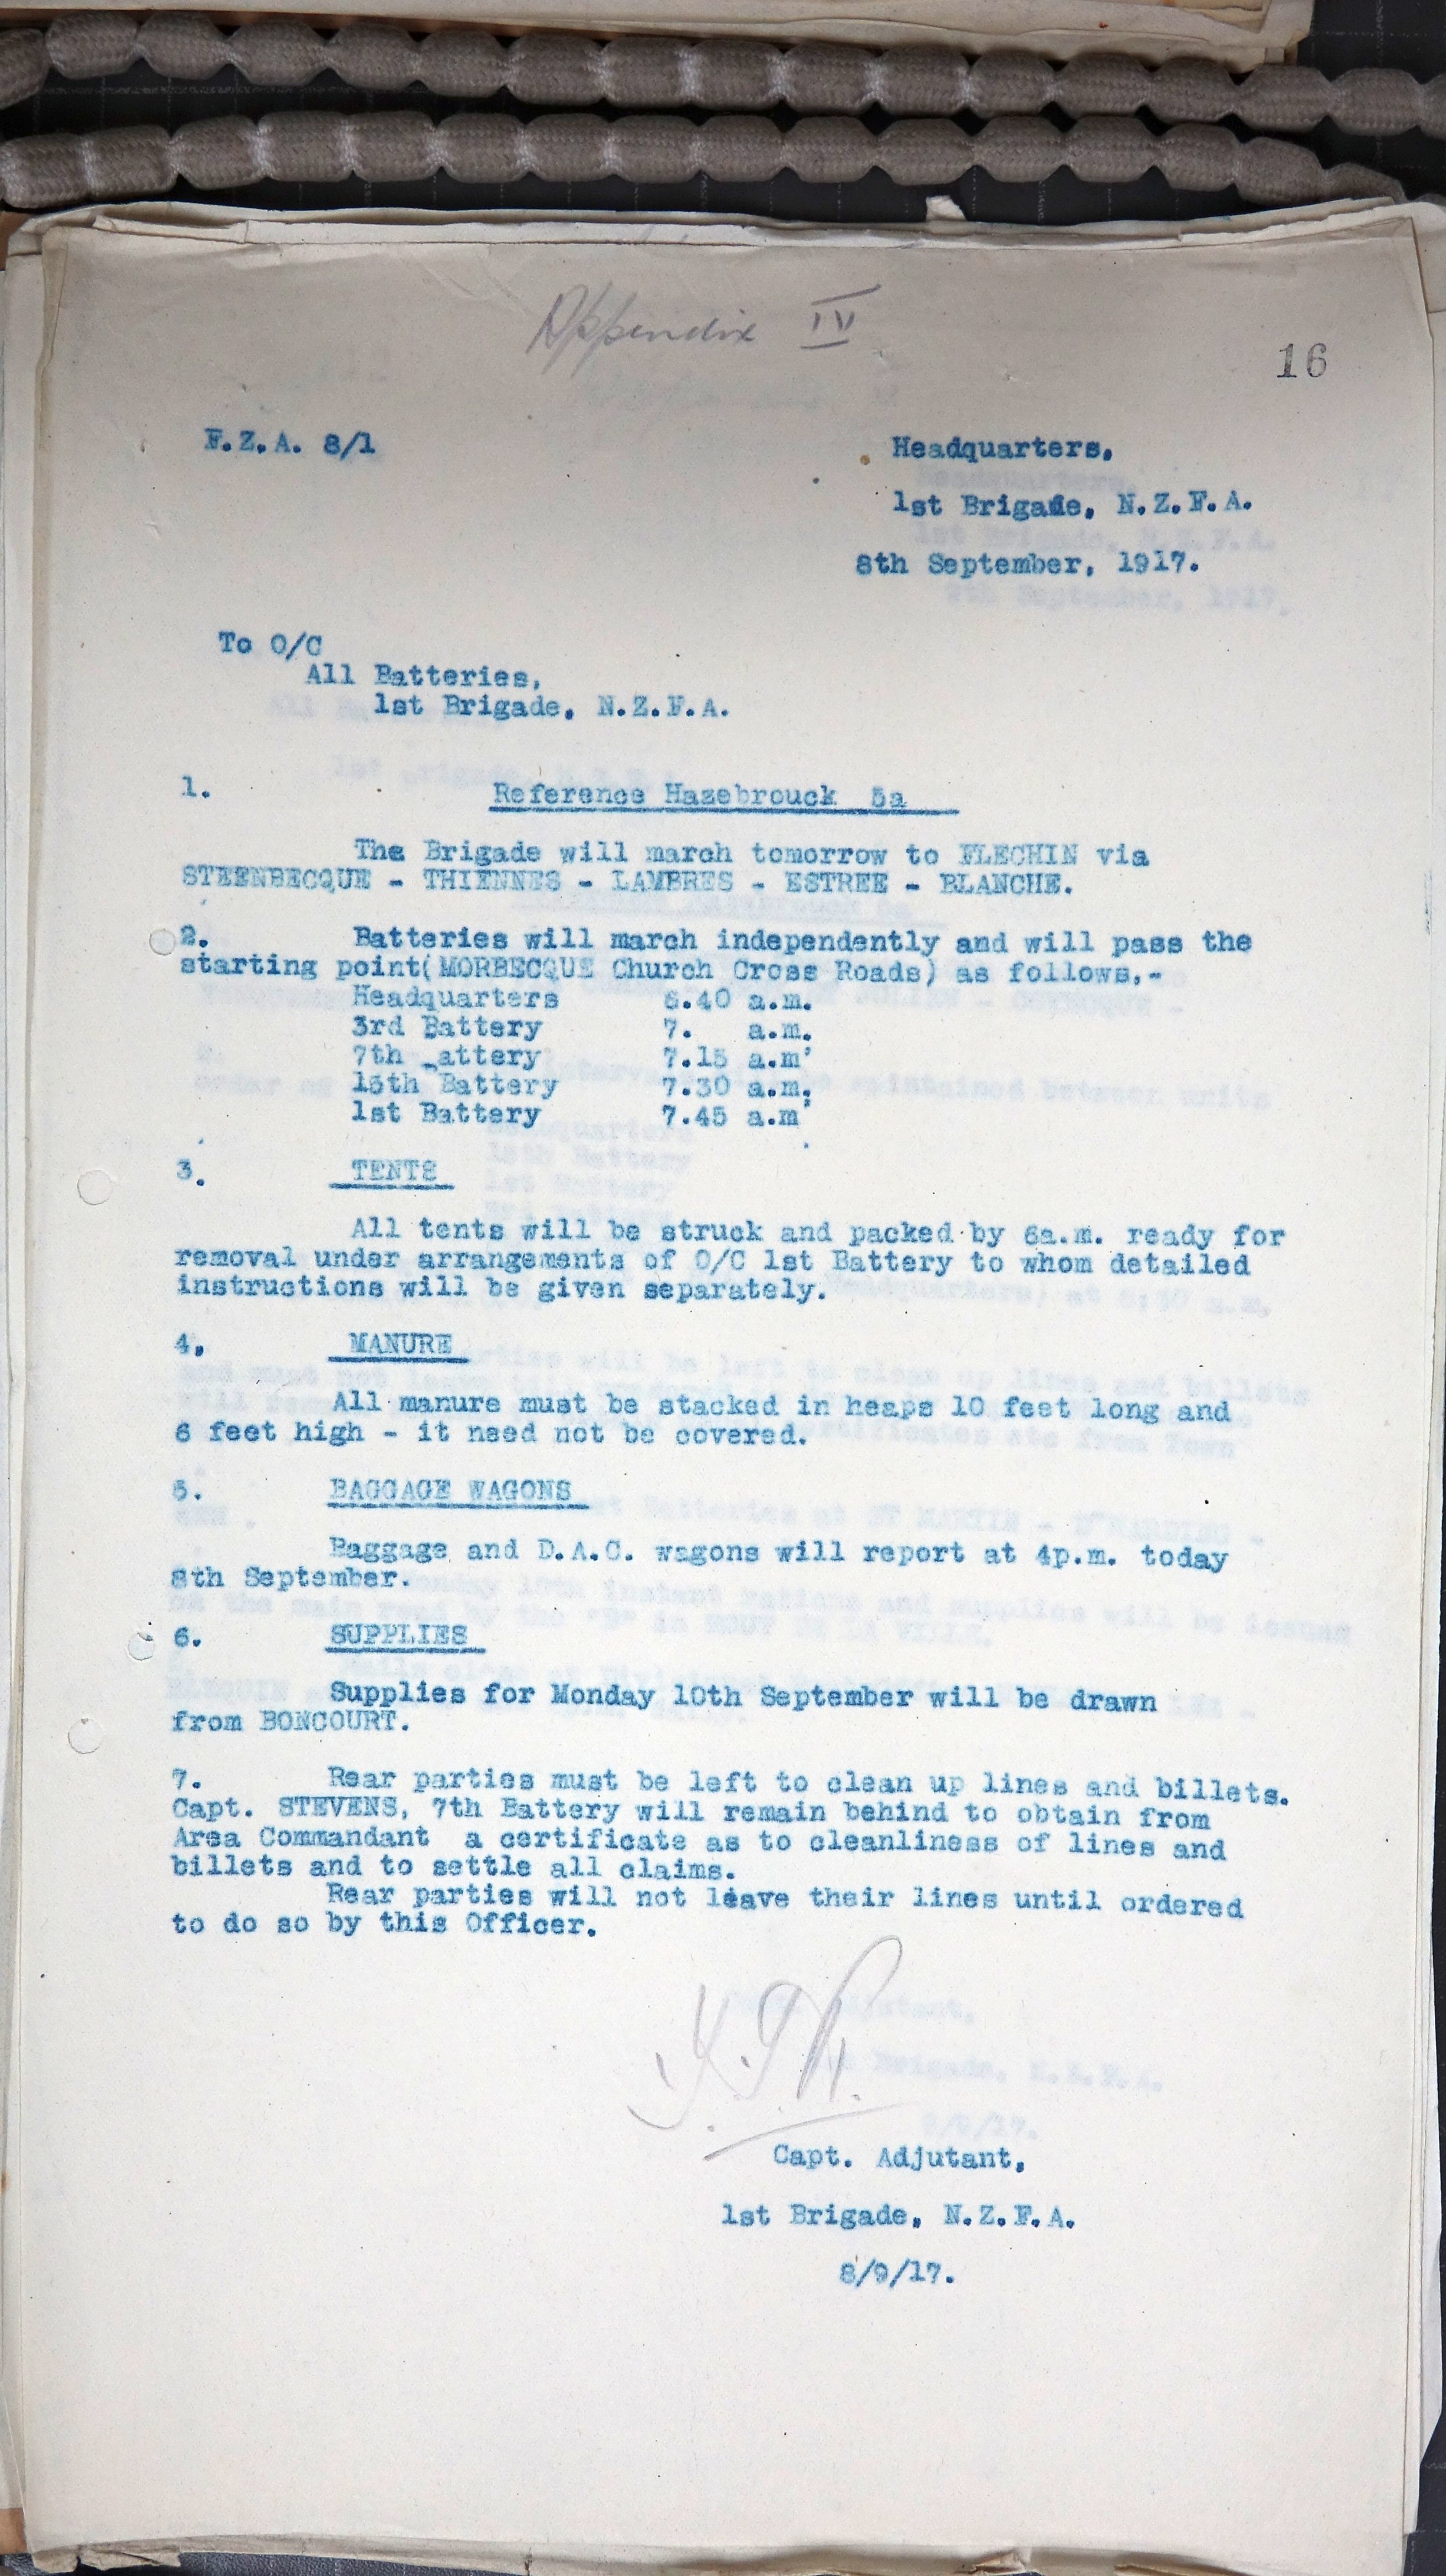 Appendix IV
16
F.Z.A. 8/1
Headquarters,
1st Brigade, N.Z.F.A.
8th September, 1917.
To O/C
All Batteries,
1st Brigade, N.Z.F.A.
1. Reference Hazebrouck 5a
The Brigade will march tomorrow to FLECHIN via
STEENBECQUE - THIENNES - LAMBRES - ESTREE - BLANCHE.
2. Batteries will march independently and will pass the
starting point(MORBECQUE Church Cross Roads) as follows,-
Headquarters 6.40 a.m.
3rd Battery 7. a.m.
7th _attery 7.15 a.m'
15th Battery 7.30 a.m.
1st Battery 7.45 a.m'
3. TENTS
All tents will be struck and packed by 6a.m. ready for
removal under arrangements of O/C 1st Battery to whom detailed
instructions will be given separately.
4. MANURE
All manure must be stacked in heaps 10 feet long and
6 feet high - it need not be covered.
5. BAGGAGE WAGONS
Baggage and D.A.C. wagons will report at 4p.m. today
8th September.
6. SUPPLIES
Supplies for Monday 10th September will be drawn
from BONCOURT.
7. Rear parties must be left to clean up lines and billets.
Capt. STEVENS, 7th Battery will remain behind to obtain from
Area Commandant a certificate as to cleanliness of lines and
billets and to settle all claims.
Rear parties will not leave their lines until ordered
to do so by this Officer.
Capt. Adjutant,
1st Brigade, N.Z.F.A.
8/9/17.